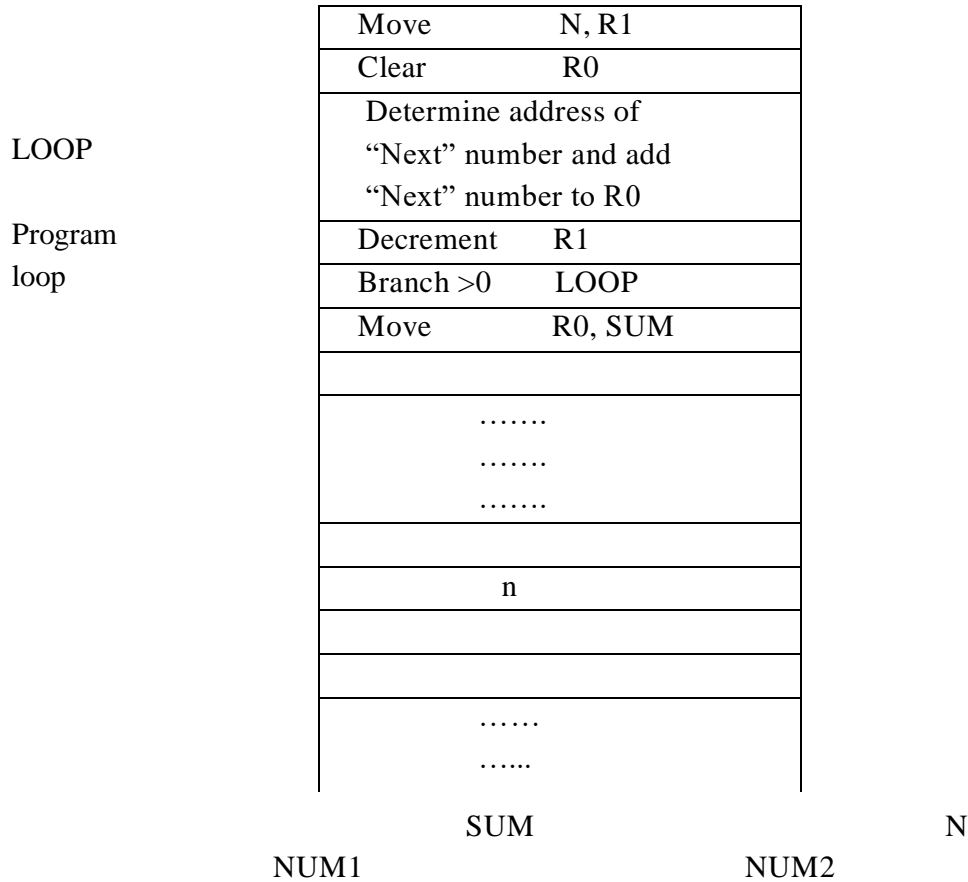 Move N, R1
Clear R0
Determine address of
LOOP “Next” number and add
“Next” number to R0
Program Decrement R1
loop Branch >0 LOOP
Move R0, SUM
…….
…….
…….
n
……
…...
SUM N
NUM1 NUM2